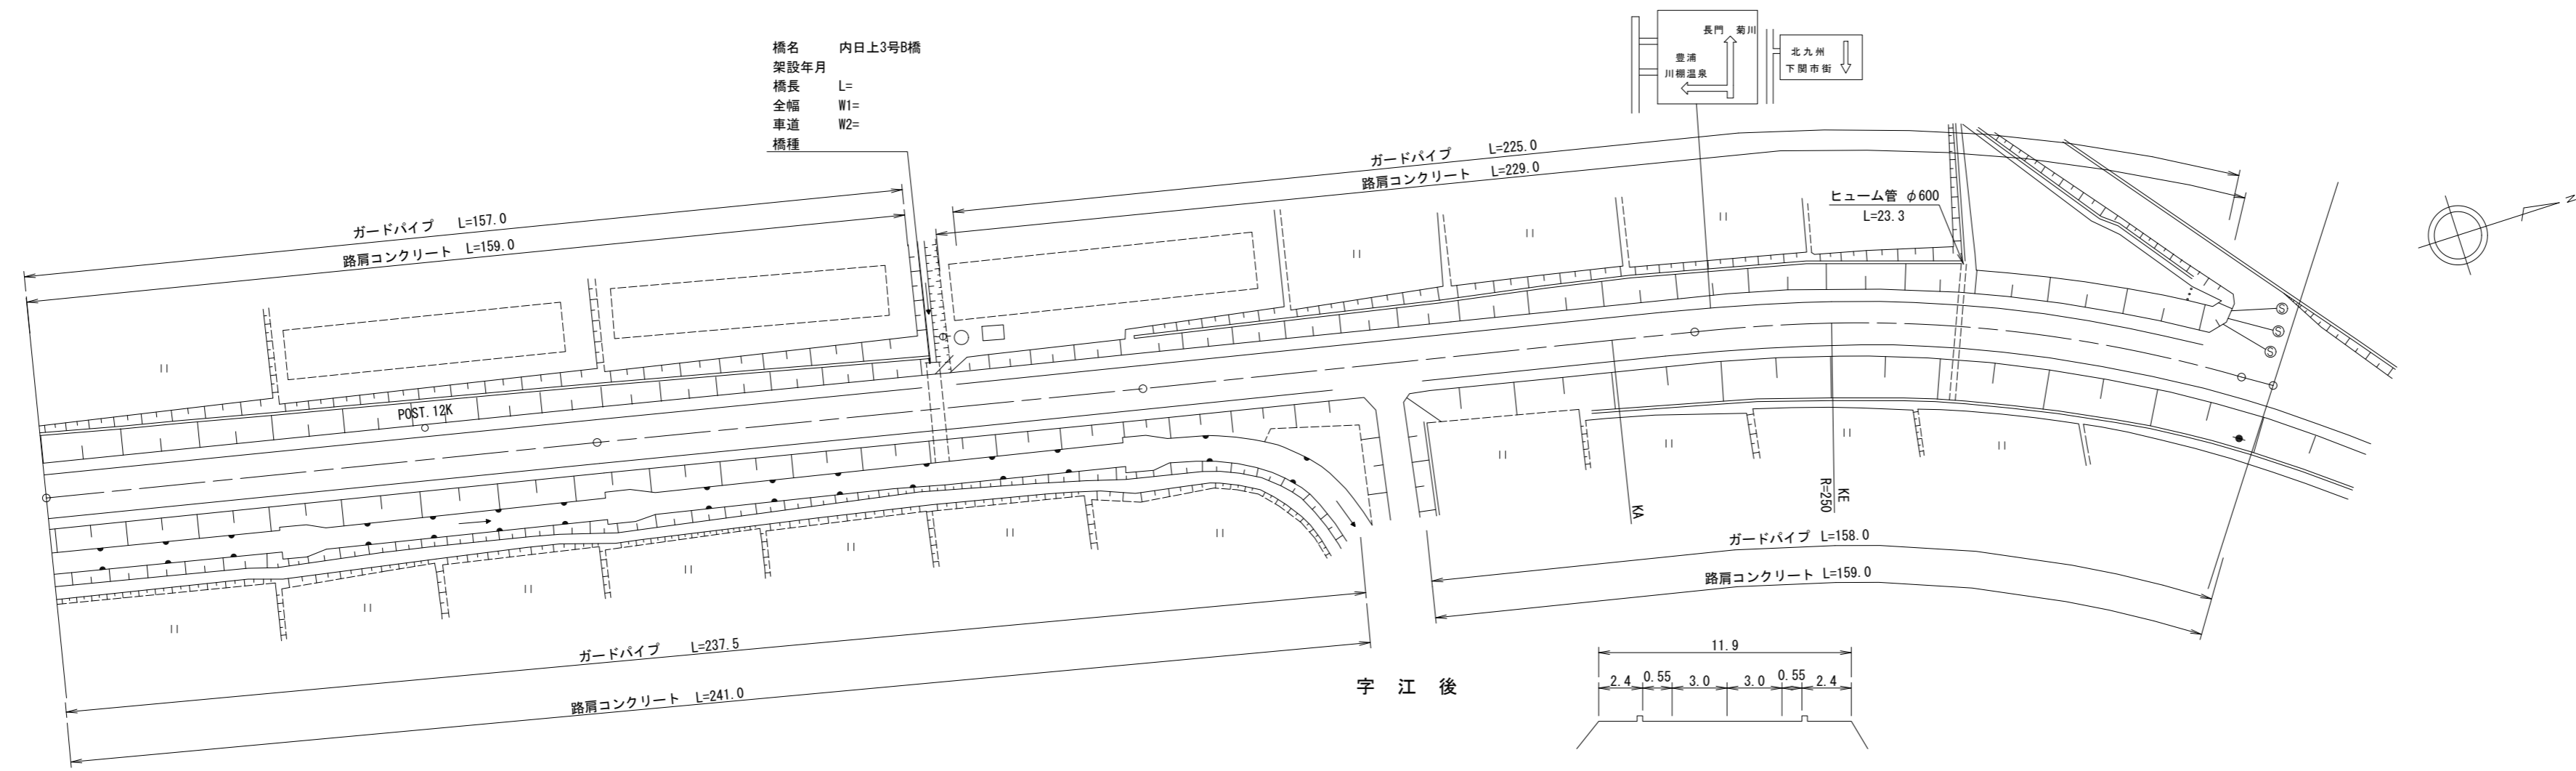 橋名 内日上3号B橋
架設年月
橋長 L=
全幅 W1=
車道 W2=
橋種
長門 菊川
豊浦
川棚温泉
北九州
下関市街
ガードパイプ L=225.0
路肩コンクリート L=229.0
ガードパイプ L=157.0
路肩コンクリート L=159.0
ヒューム管 φ600
L=23.3
N
S
S
S
POST.12K
KA
KE
R=250
ガードパイプ L=158.0
路肩コンクリート L=159.0
ガードパイプ L=237.5
路肩コンクリート L=241.0
字 江 後
11.9
2.4 0.55 3.0 3.0 0.55 2.4